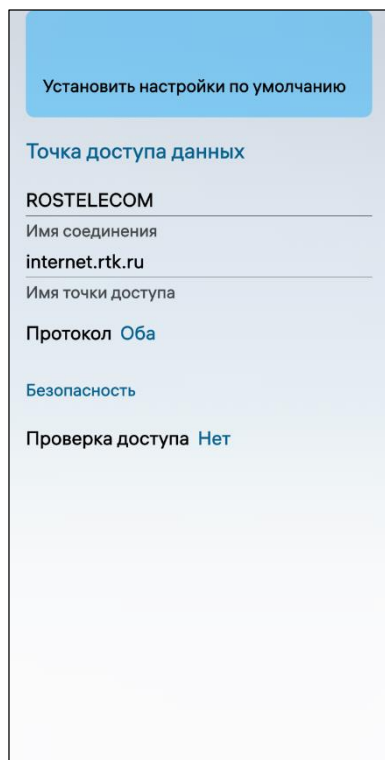 Установить настройки по умолчанию
Точка доступа данных
ROSTELECOM
Имя соединения
internet.rtk.ru
Имя точки доступа
Протокол Оба
Безопасность
Проверка доступа Нет